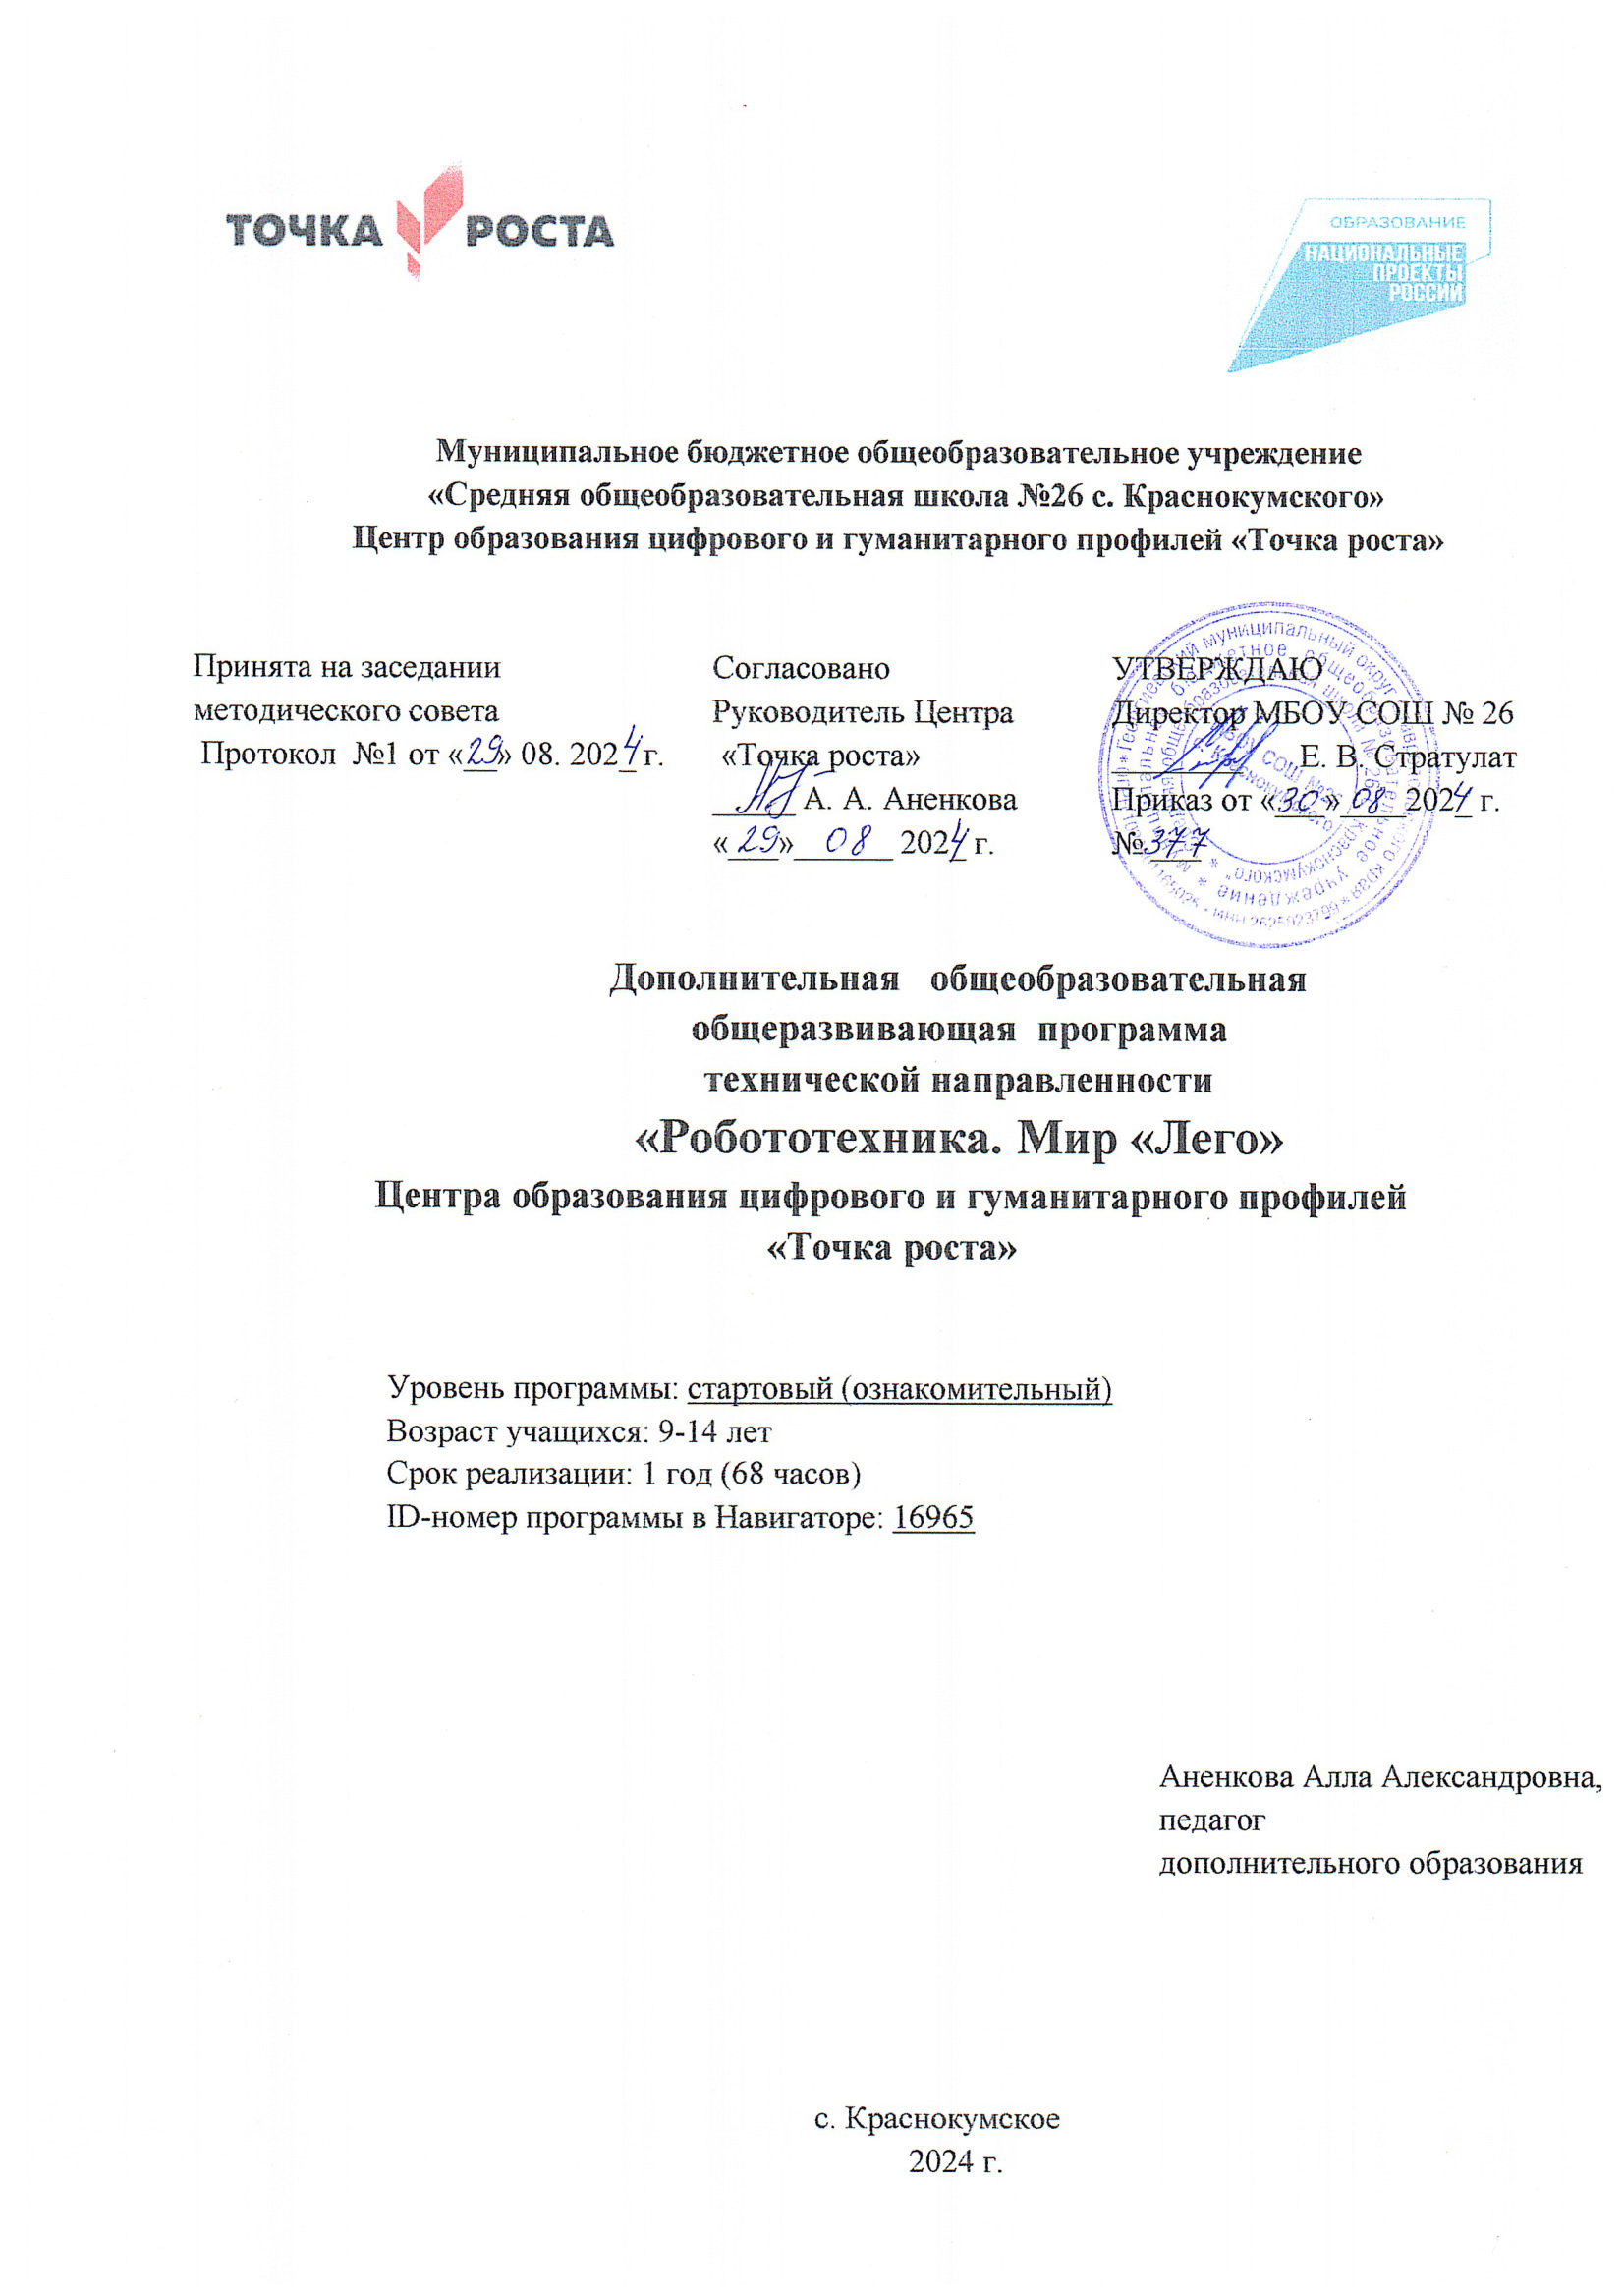 ТОЧКА РОСТА
ОБРАЗОВАНИЕ
НАЦИОНАЛЬНЫЕ
ПРОЕКТЫ
РОССИИ
Муниципальное бюджетное общеобразовательное учреждение
«Средняя общеобразовательная школа №26 с. Краснокумского»
Центр образования цифрового и гуманитарного профилей «Точка роста»
Принята на заседании
методического совета
Протокол №1 от «29» 08. 2024 г.
Согласовано
Руководитель Центра
«Точка роста»
______ А. А. Аненкова
«29» 08 2024 г.
УТВЕРЖДАЮ
Директор МБОУ СОШ № 26
________ Е. В. Стратулат
Приказ от «30» 08 2024 г.
№ 377
Дополнительная общеобразовательная
общеразвивающая программа
технической направленности
«Робототехника. Мир «Лего»
Центра образования цифрового и гуманитарного профилей
«Точка роста»
Уровень программы: стартовый (ознакомительный)
Возраст учащихся: 9-14 лет
Срок реализации: 1 год (68 часов)
ID-номер программы в Навигаторе: 16965
Аненкова Алла Александровна,
педагог
дополнительного образования
с. Краснокумское
2024 г.